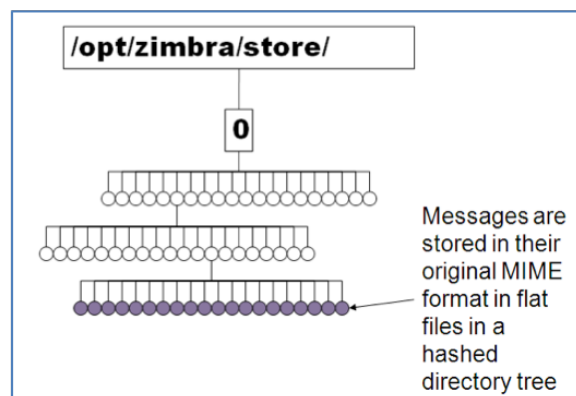 /opt/zimbra/store/
0
Messages are
stored in their
original MIME
format in flat
files in a
hashed
directory tree